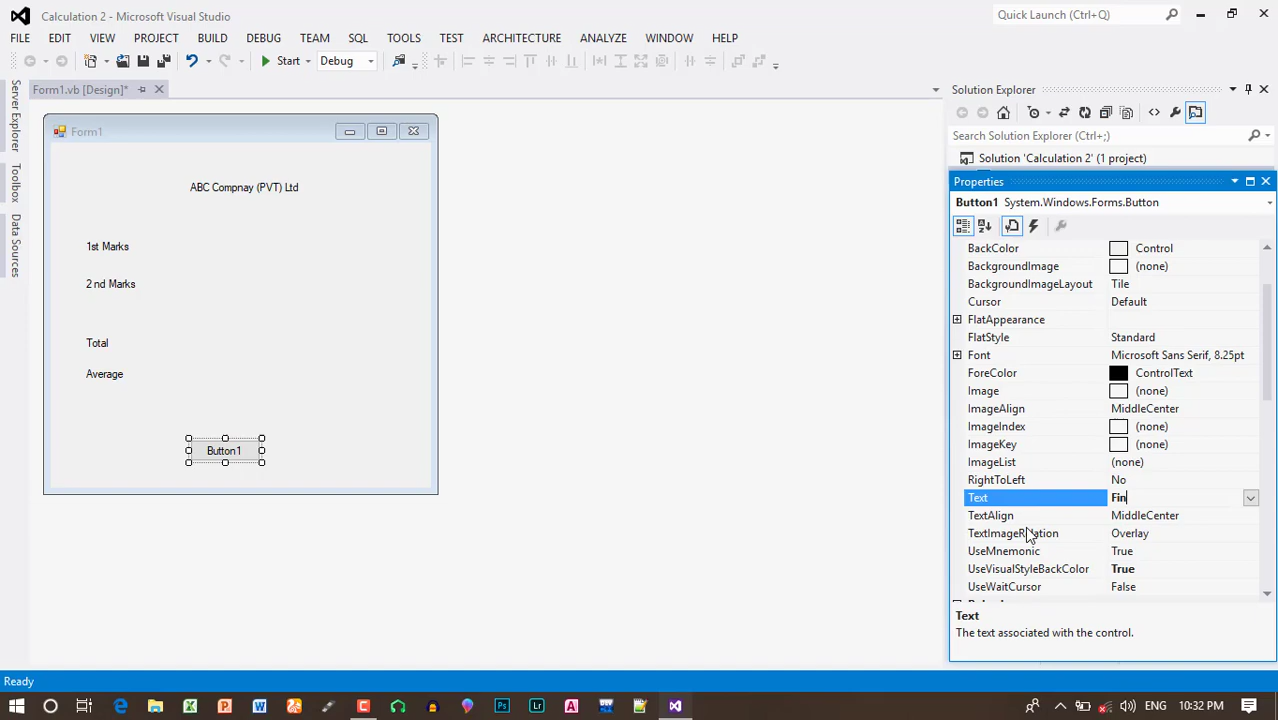 Calculation 2 - Microsoft Visual Studio
Quick Launch (Ctrl+Q)
FILE EDIT VIEW PROJECT BUILD DEBUG TEAM SQL TOOLS TEST ARCHITECTURE ANALYZE WINDOW HELP
Start Debug
Form1.vb [Design]*
Solution Explorer
Server Explorer
Toolbox
Data Sources
Form1
ABC Compnay (PVT) Ltd
1st Marks
2 nd Marks
Total
Average
Button1
Search Solution Explorer (Ctrl+;)
Solution 'Calculation 2' (1 project)
Properties
Button1 System.Windows.Forms.Button
BackColor Control
BackgroundImage (none)
BackgroundImageLayout Tile
Cursor Default
FlatAppearance
FlatStyle Standard
Font Microsoft Sans Serif, 8.25pt
ForeColor ControlText
Image (none)
ImageAlign MiddleCenter
ImageIndex (none)
ImageKey (none)
ImageList (none)
RightToLeft No
Text Fin
TextAlign MiddleCenter
TextImageRelation Overlay
UseMnemonic True
UseVisualStyleBackColor True
UseWaitCursor False
Text
The text associated with the control.
Ready
ENG 10:32 PM